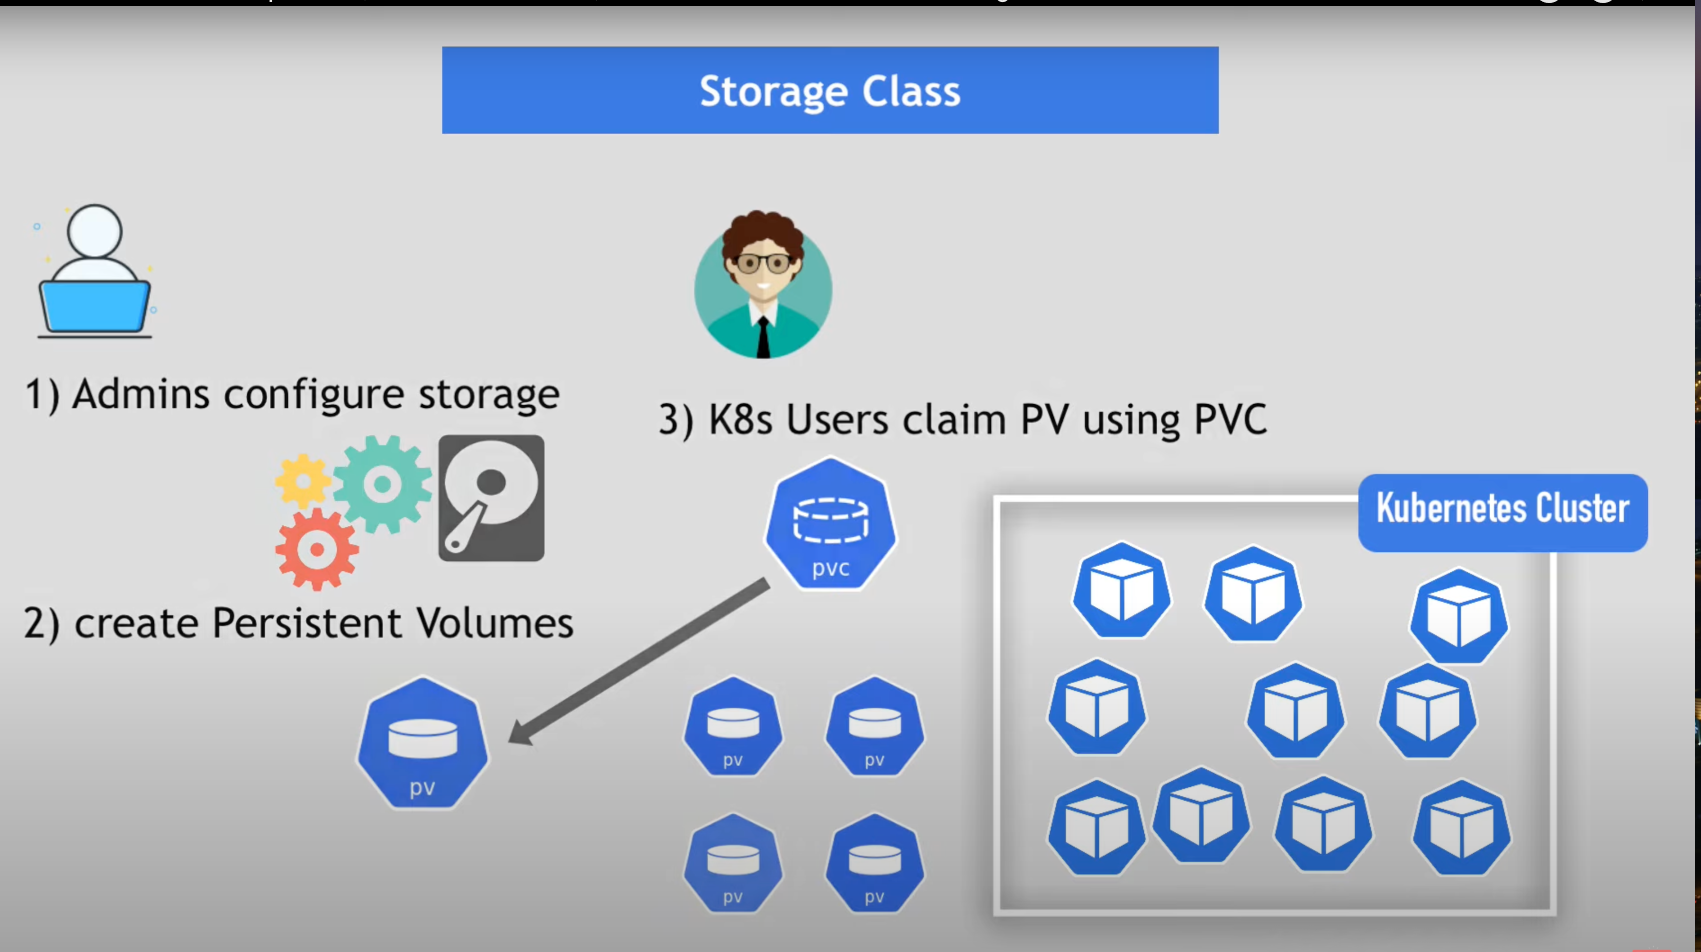 Storage Class
1) Admins configure storage
3) K8s Users claim PV using PVC
pvc
Kubernetes Cluster
2) create Persistent Volumes
pv
pv
pv
pv
pv